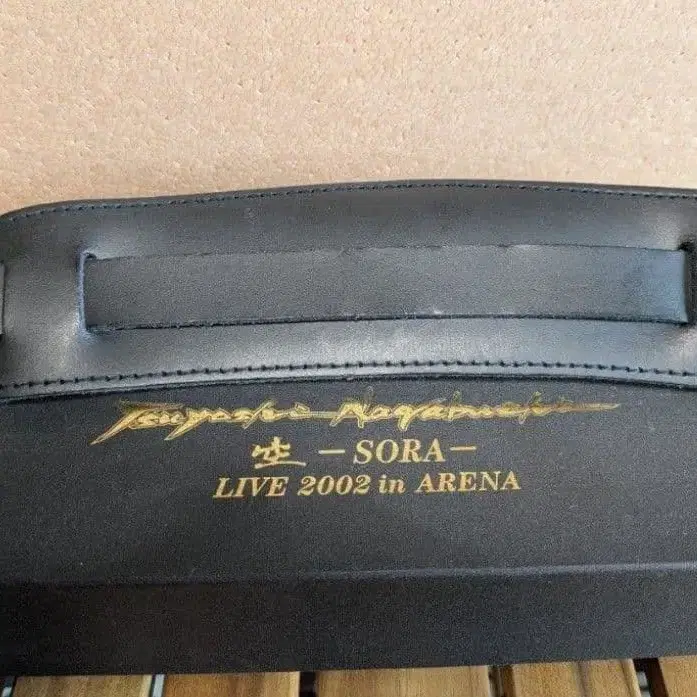 Tsuyoshi Nagabuchi
空 －SORA－
LIVE 2002 in ARENA